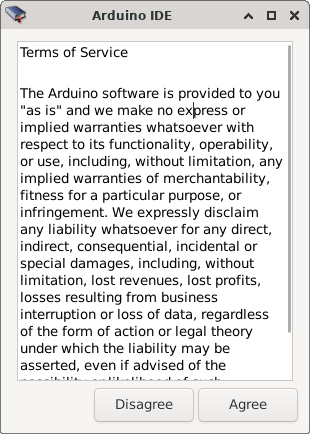 Arduino IDE
Terms of Service
The Arduino software is provided to you
"as is" and we make no express or
implied warranties whatsoever with
respect to its functionality, operability,
or use, including, without limitation, any
implied warranties of merchantability,
fitness for a particular purpose, or
infringement. We expressly disclaim
any liability whatsoever for any direct,
indirect, consequential, incidental or
special damages, including, without
limitation, lost revenues, lost profits,
losses resulting from business
interruption or loss of data, regardless
of the form of action or legal theory
under which the liability may be
asserted, even if advised of the
possibility or likelihood of such
Disagree
Agree